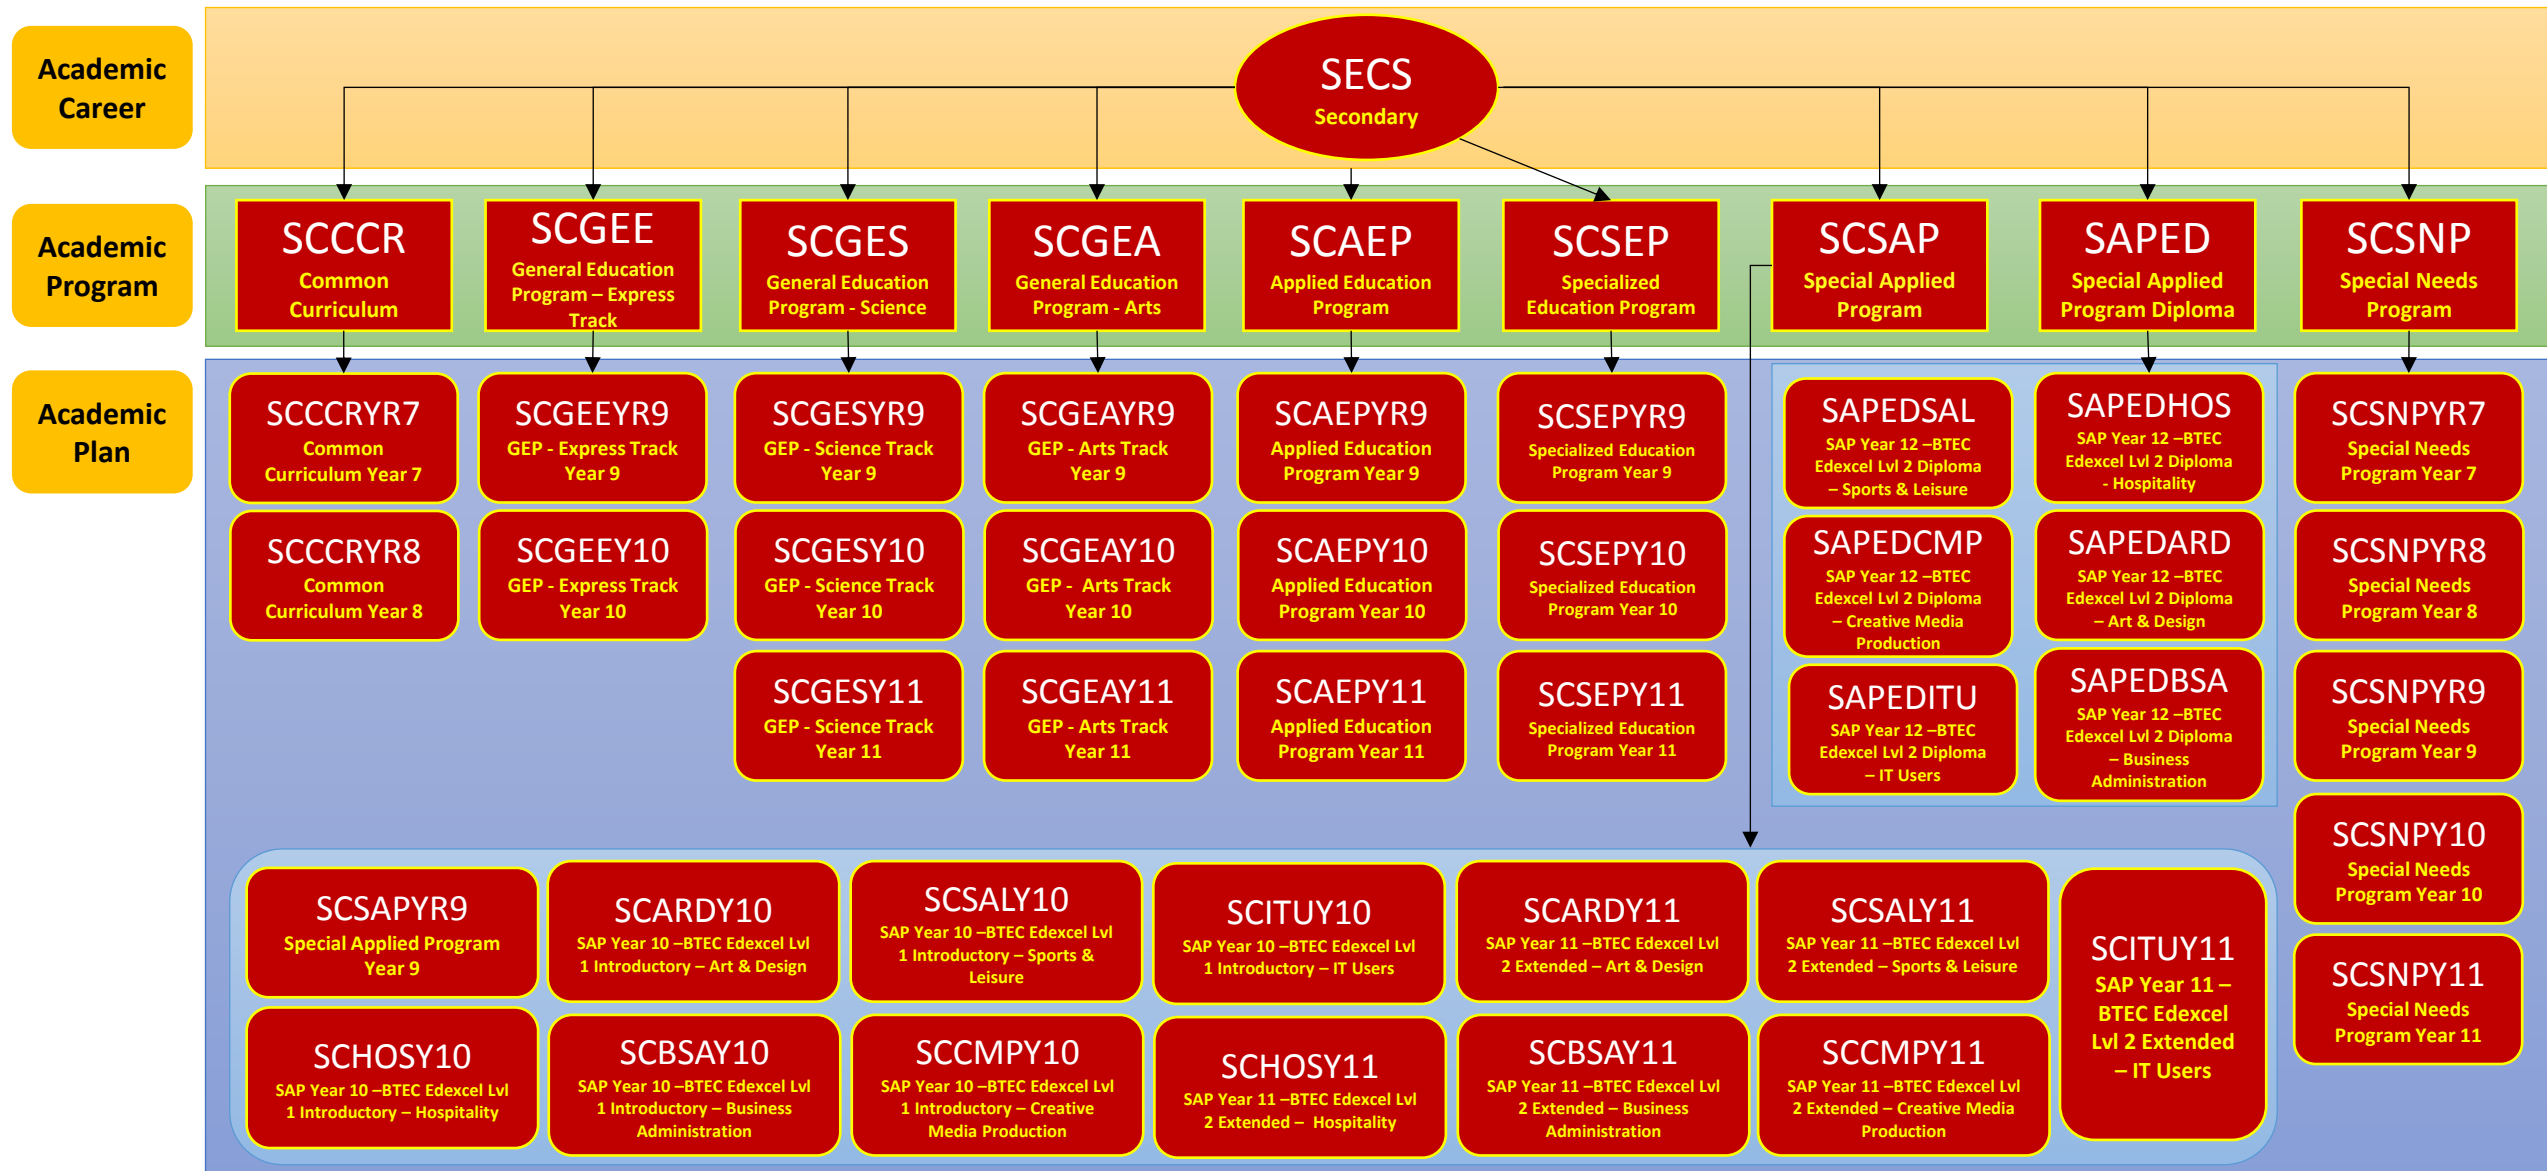 Academic
Career
SECS
Secondary
Academic
Program
SCCCR
Common
Curriculum
SCGEE
General Education
Program – Express
Track
SCGES
General Education
Program - Science
SCGEA
General Education
Program - Arts
SCAEP
Applied Education
Program
SCSEP
Specialized
Education Program
SCSAP
Special Applied
Program
SAPED
Special Applied
Program Diploma
SCSNP
Special Needs
Program
Academic
Plan
SCCCRYR7
Common
Curriculum Year 7
SCGEEYR9
GEP - Express Track
Year 9
SCGESYR9
GEP - Science Track
Year 9
SCGEAYR9
GEP - Arts Track
Year 9
SCAEPYR9
Applied Education
Program Year 9
SCSEPYR9
Specialized Education
Program Year 9
SAPEDSAL
SAP Year 12 –BTEC
Edexcel Lvl 2 Diploma
– Sports & Leisure
SAPEDHOS
SAP Year 12 –BTEC
Edexcel Lvl 2 Diploma
- Hospitality
SCSNPYR7
Special Needs
Program Year 7
SCCCRYR8
Common
Curriculum Year 8
SCGEEY10
GEP - Express Track
Year 10
SCGESY10
GEP - Science Track
Year 10
SCGEAY10
GEP -  Arts Track
Year 10
SCAEPY10
Applied Education
Program Year 10
SCSEPY10
Specialized Education
Program Year 10
SAPEDCMP
SAP Year 12 –BTEC
Edexcel Lvl 2 Diploma
– Creative Media
Production
SAPEDARD
SAP Year 12 –BTEC
Edexcel Lvl 2 Diploma
– Art & Design
SCSNPYR8
Special Needs
Program Year 8
SCGESY11
GEP - Science Track
Year 11
SCGEAY11
GEP - Arts Track
Year 11
SCAEPY11
Applied Education
Program Year 11
SCSEPY11
Specialized Education
Program Year 11
SAPEDITU
SAP Year 12 –BTEC
Edexcel Lvl 2 Diploma
– IT Users
SAPEDBSA
SAP Year 12 –BTEC
Edexcel Lvl 2 Diploma
– Business
Administration
SCSNPYR9
Special Needs
Program Year 9
SCSNPY10
Special Needs
Program Year 10
SCSNPY11
Special Needs
Program Year 11
SCSAPYR9
Special Applied Program
Year 9
SCARDY10
SAP Year 10 –BTEC Edexcel Lvl
1 Introductory – Art & Design
SCSALY10
SAP Year 10 –BTEC Edexcel Lvl
1 Introductory – Sports &
Leisure
SCITUY10
SAP Year 10 –BTEC Edexcel Lvl
1 Introductory – IT Users
SCARDY11
SAP Year 11 –BTEC Edexcel Lvl
2 Extended – Art & Design
SCSALY11
SAP Year 11 –BTEC Edexcel Lvl
2 Extended – Sports & Leisure
SCITUY11
SAP Year 11 –
BTEC Edexcel
Lvl 2 Extended
– IT Users
SCHOSY10
SAP Year 10 –BTEC Edexcel Lvl
1 Introductory – Hospitality
SCBSAY10
SAP Year 10 –BTEC Edexcel Lvl
1 Introductory – Business
Administration
SCCMPY10
SAP Year 10 –BTEC Edexcel Lvl
1 Introductory – Creative
Media Production
SCHOSY11
SAP Year 11 –BTEC Edexcel Lvl
2 Extended –  Hospitality
SCBSAY11
SAP Year 11 –BTEC Edexcel Lvl
2 Extended – Business
Administration
SCCMPY11
SAP Year 11 –BTEC Edexcel Lvl
2 Extended – Creative Media
Production